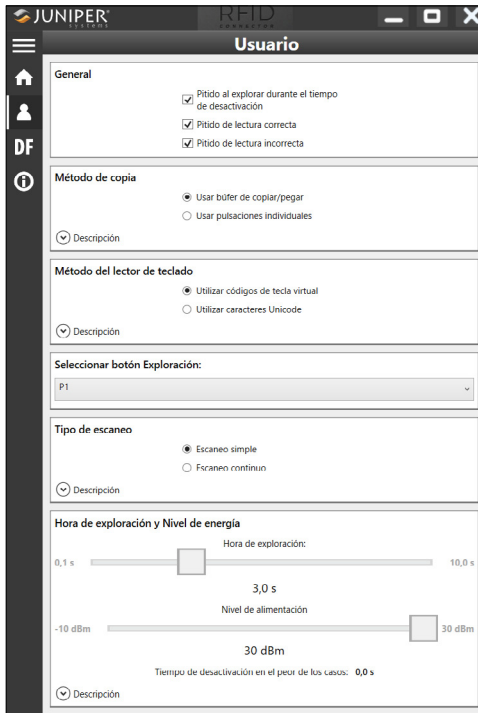 JUNIPER
systems
RFID
CONNECTOR
Usuario
DF
General
Pitido al explorar durante el tiempo
de desactivación
Pitido de lectura correcta
Pitido de lectura incorrecta
Método de copia
Usar búfer de copiar/pegar
Usar pulsaciones individuales
Descripción
Método del lector de teclado
Utilizar códigos de tecla virtual
Utilizar caracteres Unicode
Descripción
Seleccionar botón Exploración:
P1
Tipo de escaneo
Escaneo simple
Escaneo continuo
Descripción
Hora de exploración y Nivel de energía
Hora de exploración:
0,1 s 10,0 s
3,0 s
Nivel de alimentación
-10 dBm 30 dBm
30 dBm
Tiempo de desactivación en el peor de los casos: 0,0 s
Descripción